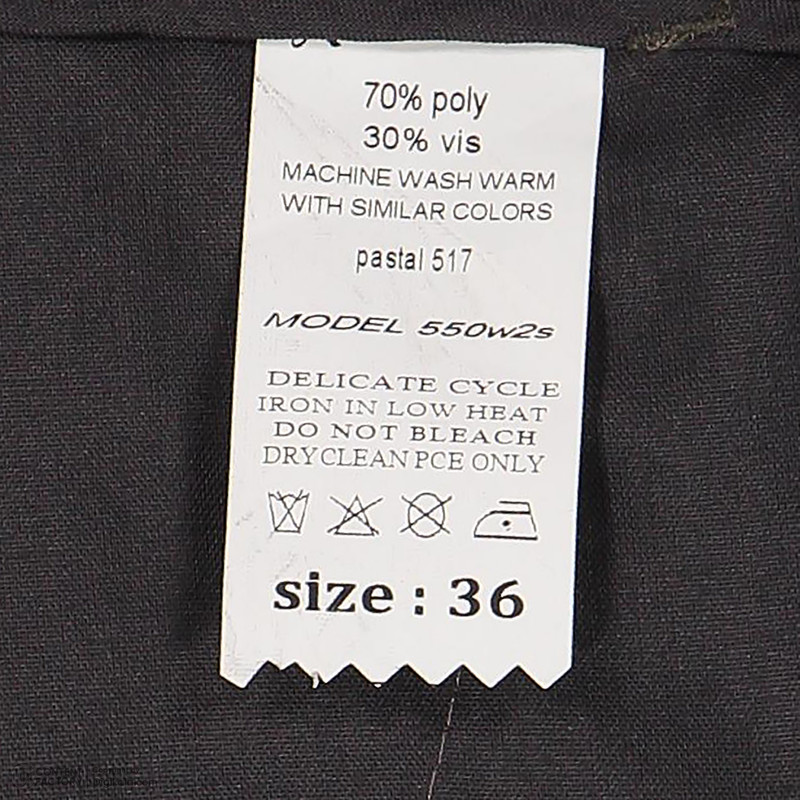 70% poly
30% vis
MACHINE WASH WARM
WITH SIMILAR COLORS
pastal 517
MODEL 550w2s
DELICATE CYCLE
IRON IN LOW HEAT
DO NOT BLEACH
DRYCLEAN PCE ONLY
size : 36